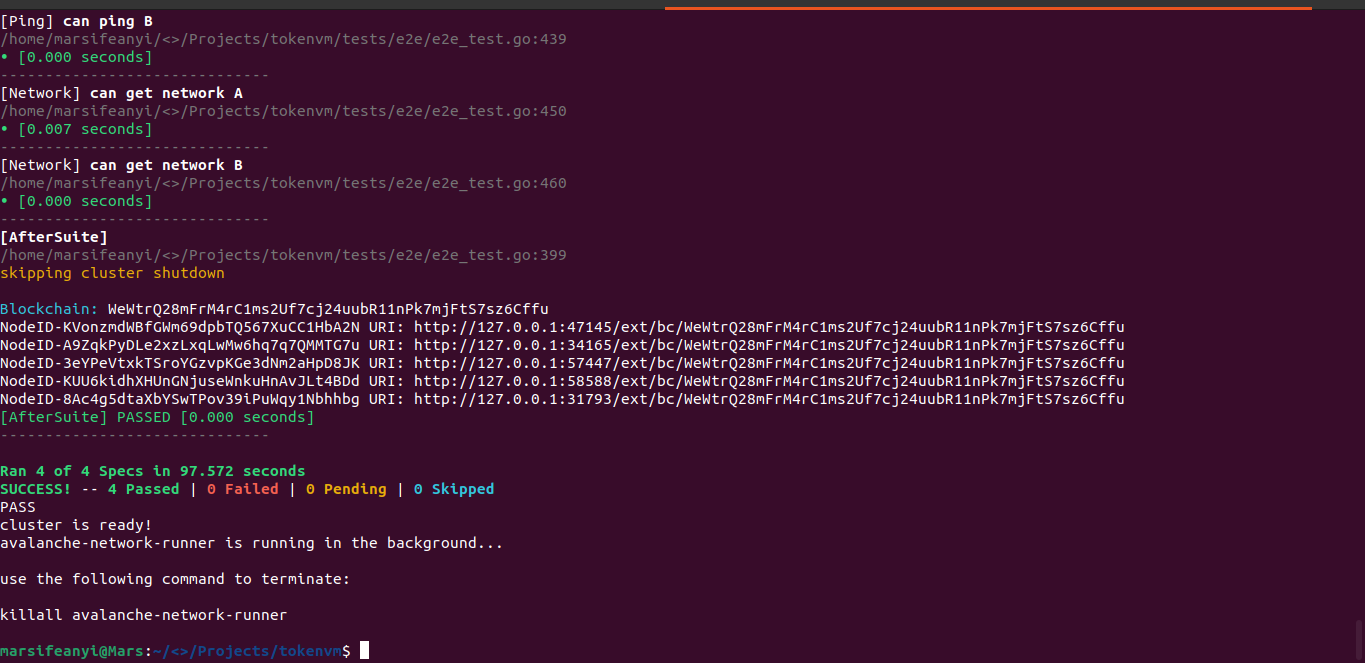 [Ping] can ping B
/home/marsifeanyi/<>/Projects/tokenvm/tests/e2e/e2e_test.go:439
• [0.000 seconds]
------------------------------
[Network] can get network A
/home/marsifeanyi/<>/Projects/tokenvm/tests/e2e/e2e_test.go:450
• [0.007 seconds]
------------------------------
[Network] can get network B
/home/marsifeanyi/<>/Projects/tokenvm/tests/e2e/e2e_test.go:460
• [0.000 seconds]
------------------------------
[AfterSuite]
/home/marsifeanyi/<>/Projects/tokenvm/tests/e2e/e2e_test.go:399
skipping cluster shutdown
Blockchain: WeWtrQ28mFrM4rC1ms2Uf7cj24uubR11nPk7mjFtS7sz6Cffu
NodeID-KVonzmdWBfGWm69dpbTQ567XuCC1HbA2N URI: http://127.0.0.1:47145/ext/bc/WeWtrQ28mFrM4rC1ms2Uf7cj24uubR11nPk7mjFtS7sz6Cffu
NodeID-A9ZqkPyDLe2xzLxqLwMw6hq7q7QMMTG7u URI: http://127.0.0.1:34165/ext/bc/WeWtrQ28mFrM4rC1ms2Uf7cj24uubR11nPk7mjFtS7sz6Cffu
NodeID-3eYPeVtxkTSroYGzvpKGe3dNm2aHpD8JK URI: http://127.0.0.1:57447/ext/bc/WeWtrQ28mFrM4rC1ms2Uf7cj24uubR11nPk7mjFtS7sz6Cffu
NodeID-KUU6kidhXHUnGNjuseWnkuHnAvJLt4BDd URI: http://127.0.0.1:58588/ext/bc/WeWtrQ28mFrM4rC1ms2Uf7cj24uubR11nPk7mjFtS7sz6Cffu
NodeID-8Ac4g5dtaXbYSwTPov39iPuWqy1Nbhhbg URI: http://127.0.0.1:31793/ext/bc/WeWtrQ28mFrM4rC1ms2Uf7cj24uubR11nPk7mjFtS7sz6Cffu
[AfterSuite] PASSED [0.000 seconds]
------------------------------
Ran 4 of 4 Specs in 97.572 seconds
SUCCESS! -- 4 Passed | 0 Failed | 0 Pending | 0 Skipped
PASS
cluster is ready!
avalanche-network-runner is running in the background...
use the following command to terminate:
killall avalanche-network-runner
marsifeanyi@Mars:~/<>/Projects/tokenvm$